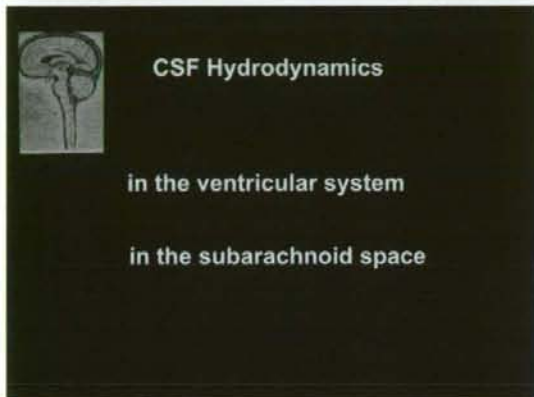 CSF Hydrodynamics
in the ventricular system
in the subarachnoid space